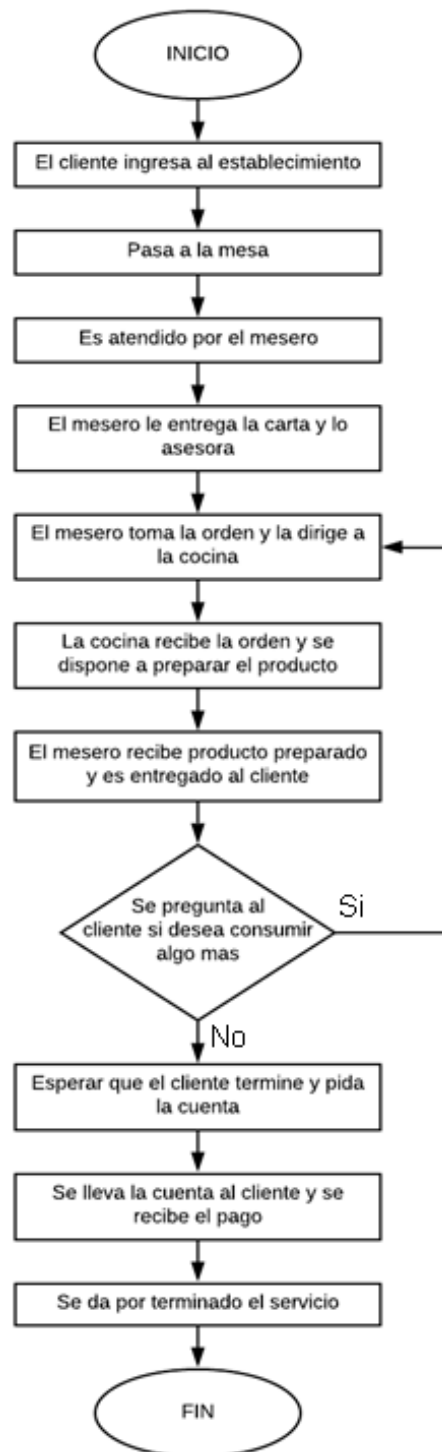 INICIO
El cliente ingresa al establecimiento
Pasa a la mesa
Es atendido por el mesero
El mesero le entrega la carta y lo
asesora
El mesero toma la orden y la dirige a
la cocina
La cocina recibe la orden y se
dispone a preparar el producto
El mesero recibe producto preparado
y es entregado al cliente
Se pregunta al
cliente si desea consumir
algo mas
Si
No
Esperar que el cliente termine y pida
la cuenta
Se lleva la cuenta al cliente y se
recibe el pago
Se da por terminado el servicio
FIN